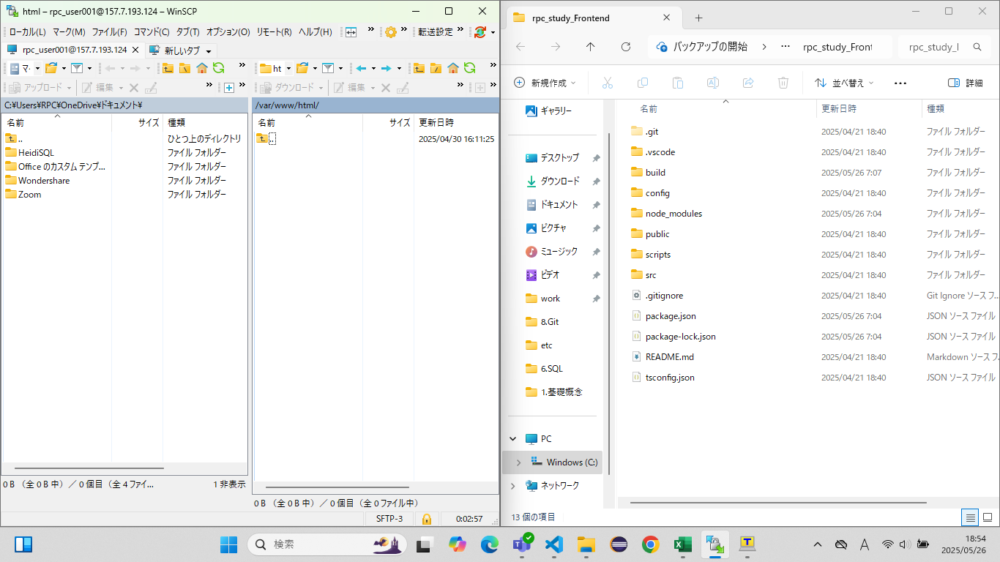 html – rpc_user001@157.7.193.124 – WinSCP
ローカル(L) マーク(M) ファイル(F) コマンド(C) タブ(T) オプション(O) リモート(R) ヘルプ(H) » » 転送設定 »
rpc_user001@157.7.193.124 新しいタブ
マ· »
アップロード 編集 »
C:¥Users¥RPC¥OneDrive¥ドキュメント¥
名前 サイズ 種類
.. ひとつ上のディレクトリ
HeidiSQL ファイル フォルダー
Office のカスタム テンプ... ファイル フォルダー
Wondershare ファイル フォルダー
Zoom ファイル フォルダー
0 B (全 0 B 中) ／ 0 個目 (全 4 ファイ... 1 非表示
ht »
ダウンロード 編集 »
/var/www/html/
名前 サイズ 更新日時
.. 2025/04/30 16:11:25
0 B (全 0 B 中) ／ 0 個目 (全 0 ファイル中)
SFTP-3 0:02:57
rpc_study_Frontend
バックアップの開始 rpc_study_Front rpc_study_l
新規作成 並べ替え 詳細
ギャラリー
デスクトップ
ダウンロード
ドキュメント
ピクチャ
ミュージック
ビデオ
work
8.Git
etc
6.SQL
1.基礎概念
PC
Windows (C:)
ネットワーク
名前 更新日時 種類
.git 2025/04/21 18:40 ファイル フォルダー
.vscode 2025/04/21 18:40 ファイル フォルダー
build 2025/05/26 7:07 ファイル フォルダー
config 2025/04/21 18:40 ファイル フォルダー
node_modules 2025/05/26 7:04 ファイル フォルダー
public 2025/04/21 18:40 ファイル フォルダー
scripts 2025/04/21 18:40 ファイル フォルダー
src 2025/04/21 18:40 ファイル フォルダー
.gitignore 2025/04/21 18:40 Git Ignore ソース フ...
package.json 2025/05/26 7:04 JSON ソース ファイル
package-lock.json 2025/05/26 7:04 JSON ソース ファイル
README.md 2025/04/21 18:40 Markdown ソース フ...
tsconfig.json 2025/04/21 18:40 JSON ソース ファイル
13 個の項目
検索
A
18:54
2025/05/26